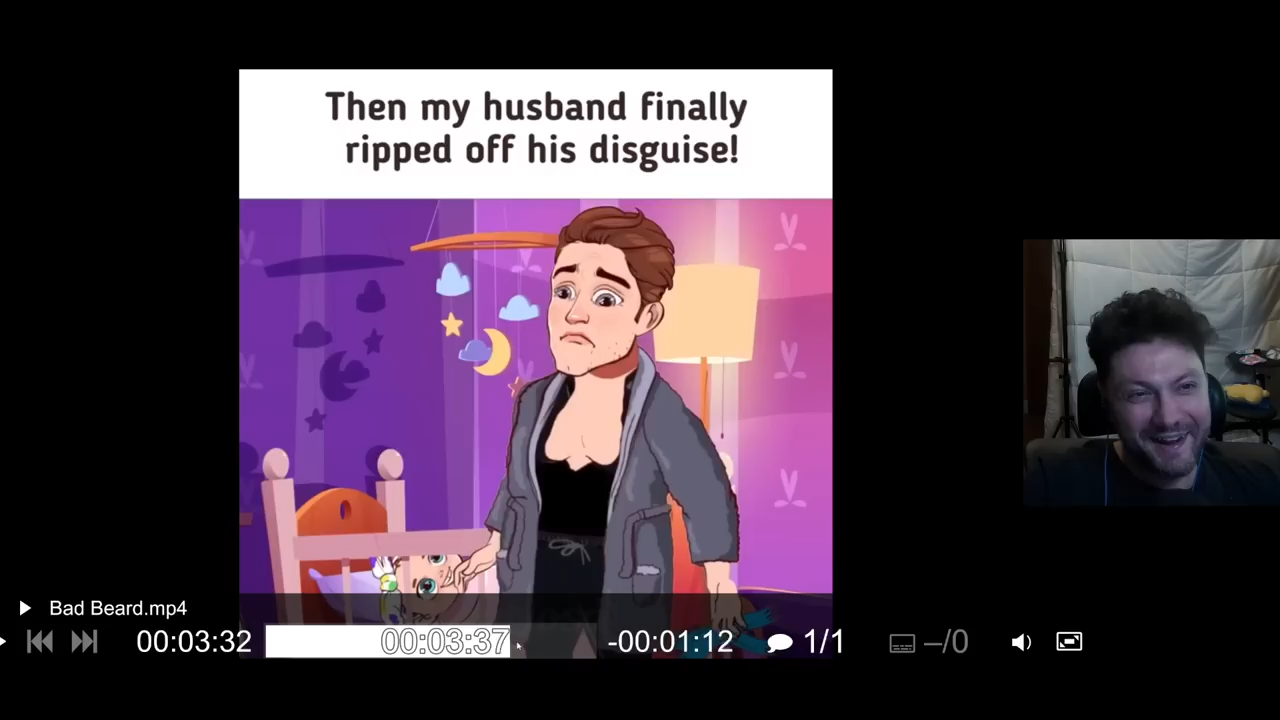 Then my husband finally
ripped off his disguise!
Bad Beard.mp4
00:03:32 00:03:37 -00:01:12 1/1 –/0